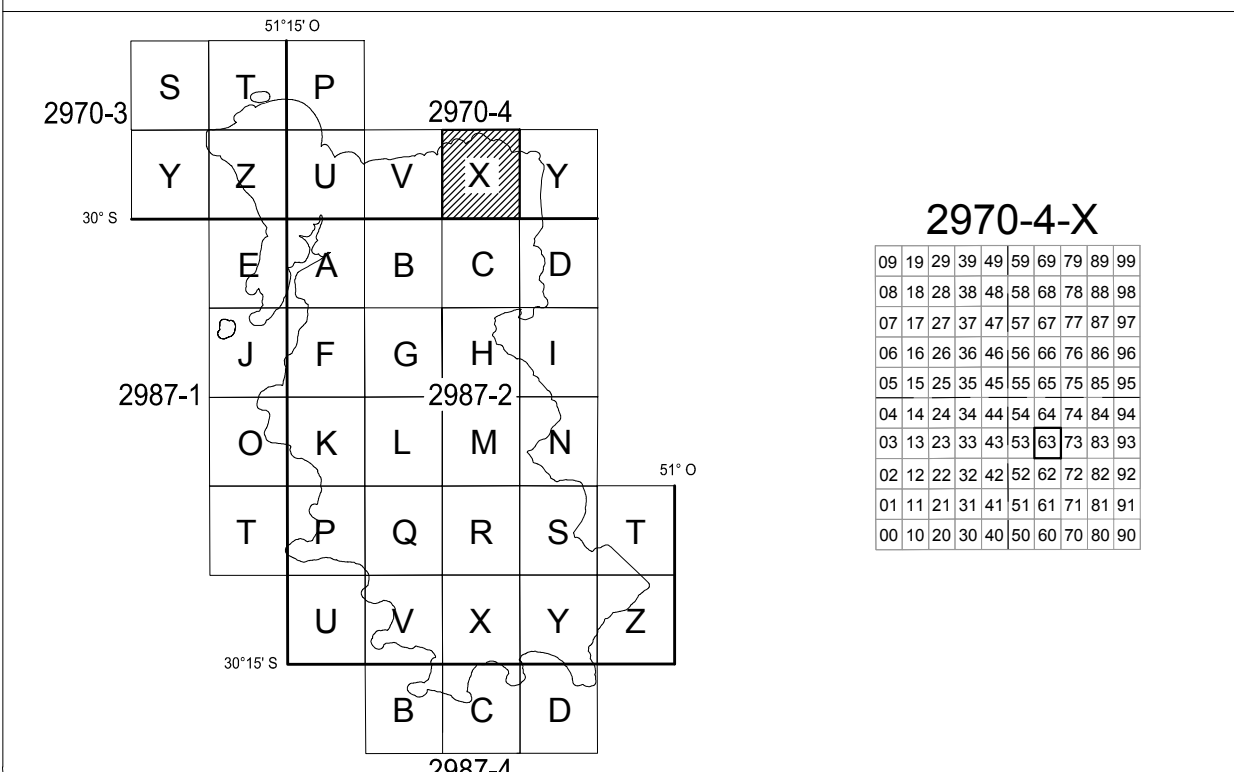 51°15' O
S T P
2970-3 2970-4
Y Z U V X Y
30° S
E A B C D
J F G H I
2987-1 2987-2
O K L M N
51° O
T P Q R S T
U V X Y Z
30°15' S
B C D
2987-4
2970-4-X
09 19 29 39 49 59 69 79 89 99
08 18 28 38 48 58 68 78 88 98
07 17 27 37 47 57 67 77 87 97
06 16 26 36 46 56 66 76 86 96
05 15 25 35 45 55 65 75 85 95
04 14 24 34 44 54 64 74 84 94
03 13 23 33 43 53 63 73 83 93
02 12 22 32 42 52 62 72 82 92
01 11 21 31 41 51 61 71 81 91
00 10 20 30 40 50 60 70 80 90